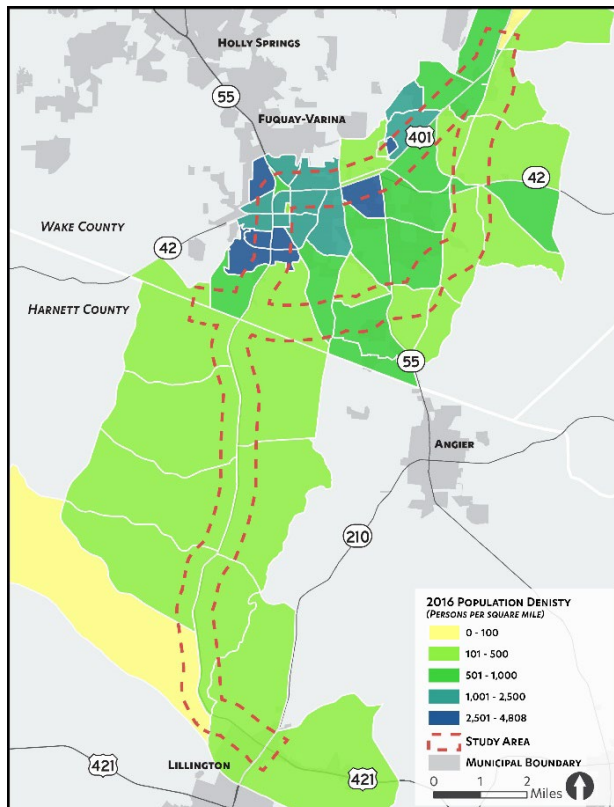 HOLLY SPRINGS
55
FUQUAY-VARINA
401
42
WAKE COUNTY
42
HARNETT COUNTY
55
ANGIER
210
2016 POPULATION DENISTY
(PERSONS PER SQUARE MILE)
0 - 100
101 - 500
501 - 1,000
1,001 - 2,500
2,501 - 4,808
STUDY AREA
MUNICIPAL BOUNDARY
0 1 2
Miles
421
LILLINGTON
421